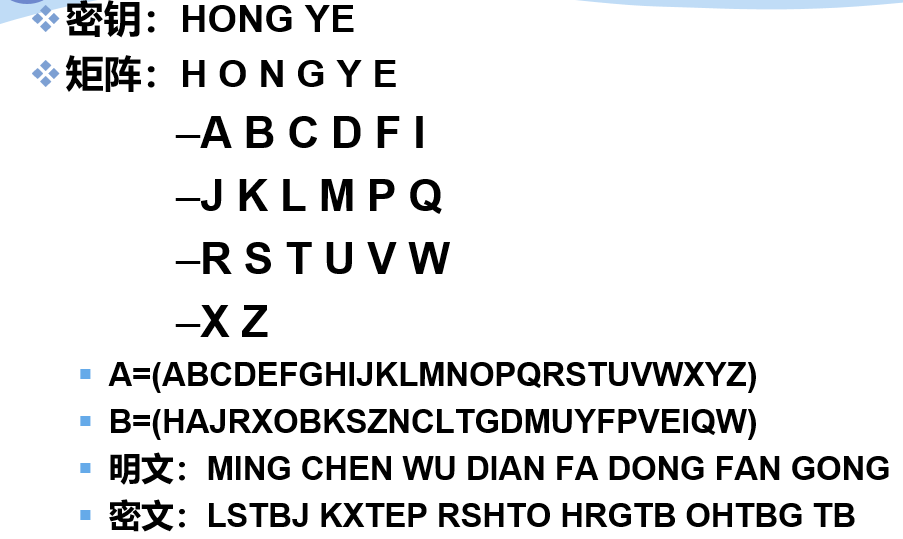 密钥：HONG YE
矩阵：H O N G Y E
–A B C D F I
–J K L M P Q
–R S T U V W
–X Z
A=(ABCDEFGHIJKLMNOPQRSTUVWXYZ)
B=(HAJRXOBKSZNCLTGDMUYFPVEIQW)
明文：MING CHEN WU DIAN FA DONG FAN GONG
密文：LSTBJ KXTEP RSHTO HRGTB OHTBG TB